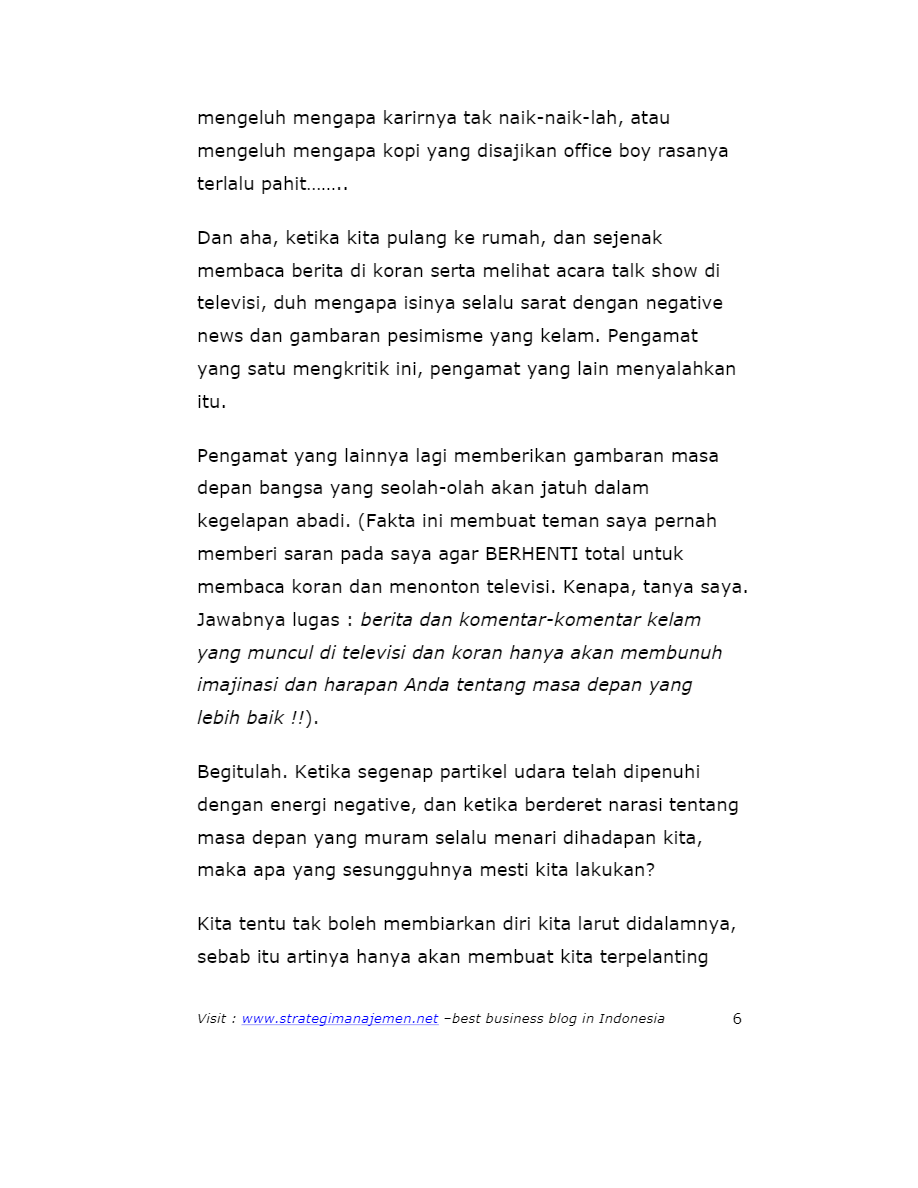 mengeluh mengapa karirnya tak naik-naik-lah, atau
mengeluh mengapa kopi yang disajikan office boy rasanya
terlalu pahit……..
Dan aha, ketika kita pulang ke rumah, dan sejenak
membaca berita di koran serta melihat acara talk show di
televisi, duh mengapa isinya selalu sarat dengan negative
news dan gambaran pesimisme yang kelam. Pengamat
yang satu mengkritik ini, pengamat yang lain menyalahkan
itu.
Pengamat yang lainnya lagi memberikan gambaran masa
depan bangsa yang seolah-olah akan jatuh dalam
kegelapan abadi. (Fakta ini membuat teman saya pernah
memberi saran pada saya agar BERHENTI total untuk
membaca koran dan menonton televisi. Kenapa, tanya saya.
Jawabnya lugas : berita dan komentar-komentar kelam
yang muncul di televisi dan koran hanya akan membunuh
imajinasi dan harapan Anda tentang masa depan yang
lebih baik !!).
Begitulah. Ketika segenap partikel udara telah dipenuhi
dengan energi negative, dan ketika berderet narasi tentang
masa depan yang muram selalu menari dihadapan kita,
maka apa yang sesungguhnya mesti kita lakukan?
Kita tentu tak boleh membiarkan diri kita larut didalamnya,
sebab itu artinya hanya akan membuat kita terpelanting
Visit : www.strategimanajemen.net –best business blog in Indonesia 6